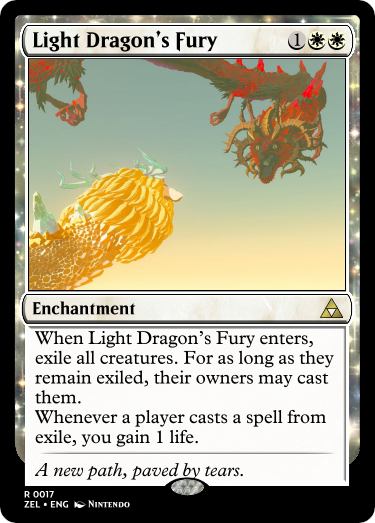 Light Dragon's Fury 1
Enchantment
When Light Dragon's Fury enters,
exile all creatures. For as long as they
remain exiled, their owners may cast
them.
Whenever a player casts a spell from
exile, you gain 1 life.
A new path, paved by tears.
R 0017
ZEL • ENG Nintendo